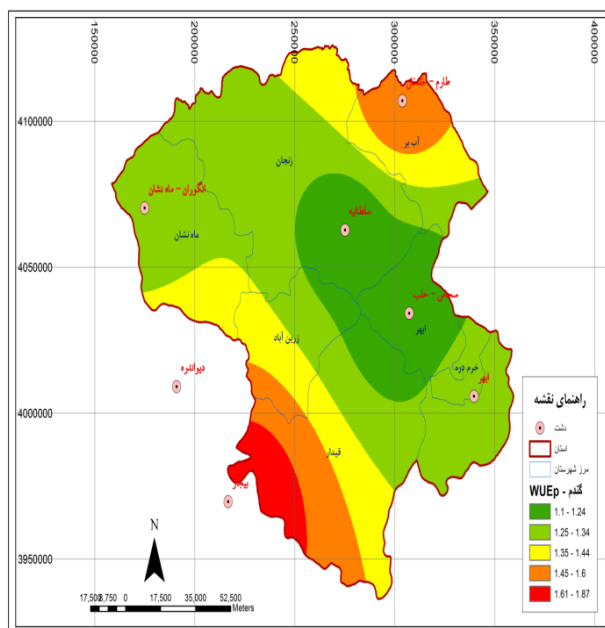 150000
200000
250000
300000
350000
400000
4100000
4050000
4000000
3950000
طارم - خلخال
آب بر
زنجان
انگوران - ماه نشان
ماه نشان
سلطانیه
سجاس - حلب
ابهر
زرین آباد
خرم دره
ابهر
دیواندره
قیدار
بیجار
راهنمای نقشه
دشت
استان
مرز شهرستان
گندم - WUEp
1.1 - 1.24
1.25 - 1.34
1.35 - 1.44
1.45 - 1.6
1.61 - 1.87
N
17,500 8,750 0 17,500 35,000 52,500
Meters